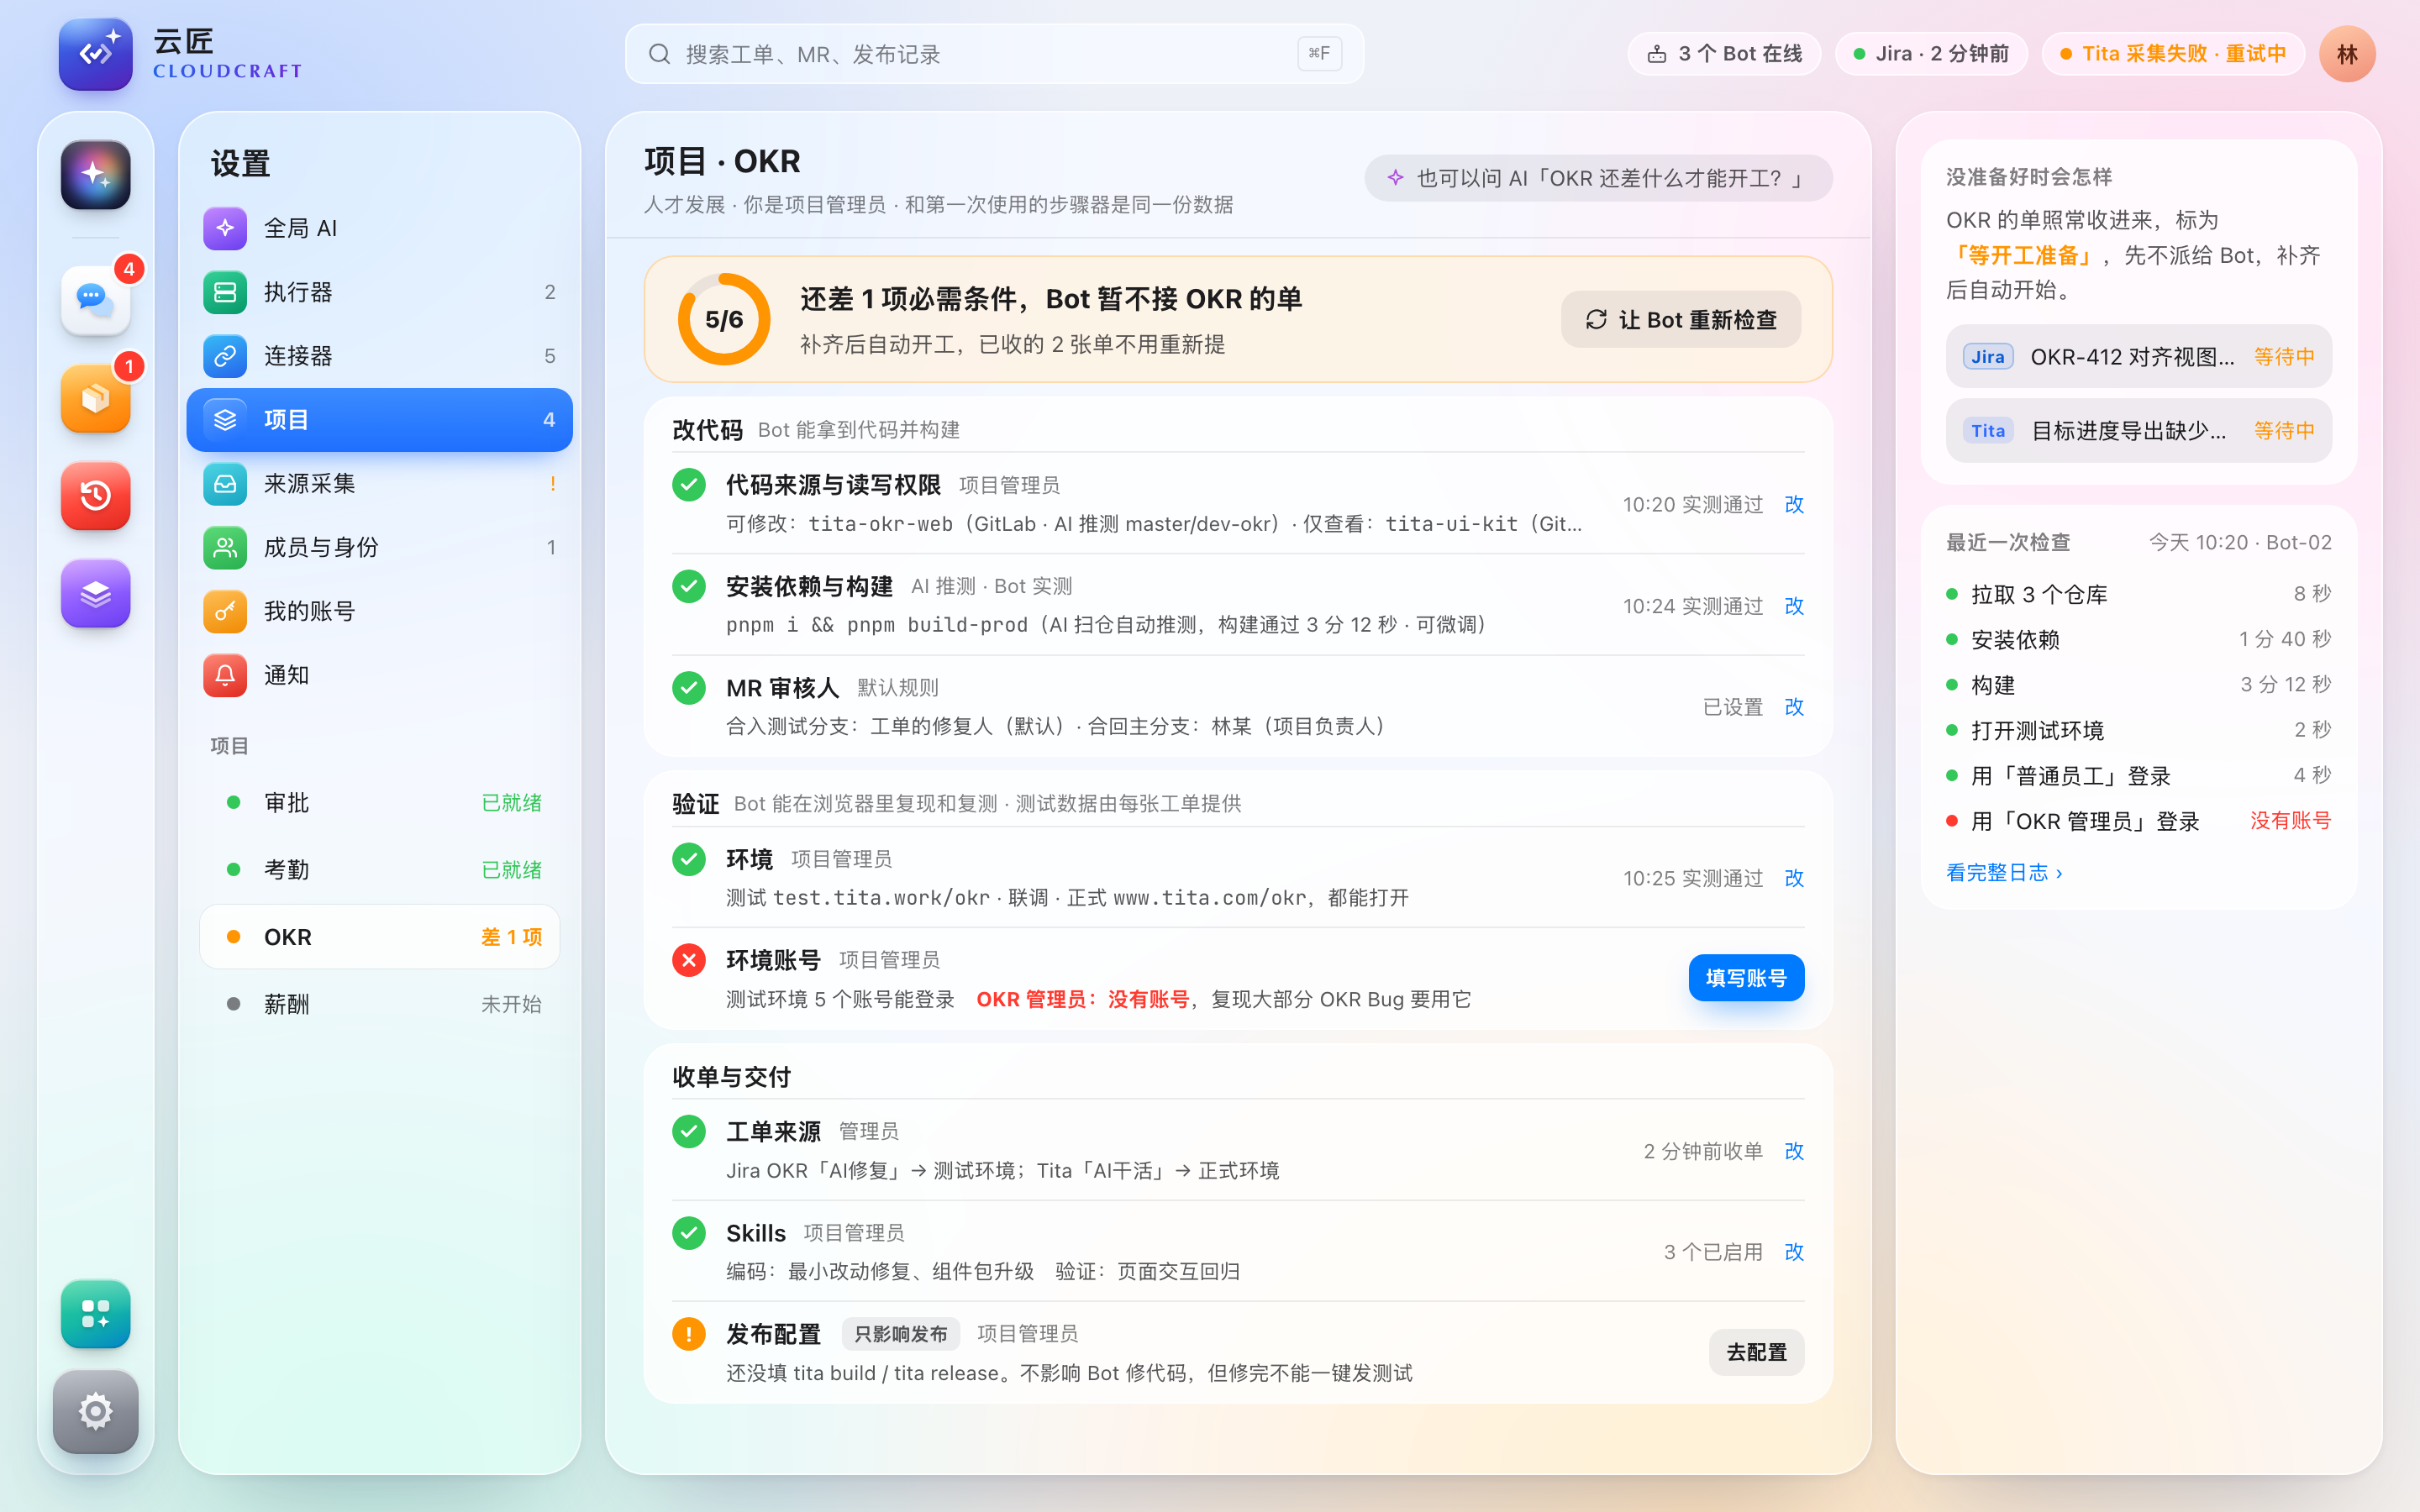 云匠
CLOUDCRAFT
搜索工单、MR、发布记录
⌘F
3 个 Bot 在线
Jira · 2 分钟前
Tita 采集失败 · 重试中
林
4
1
设置
全局 AI
执行器 2
连接器 5
项目 4
来源采集 !
成员与身份 1
我的账号
通知
项目
审批 已就绪
考勤 已就绪
OKR 差 1 项
薪酬 未开始
项目 · OKR
人才发展 · 你是项目管理员 · 和第一次使用的步骤器是同一份数据
也可以问 AI「OKR 还差什么才能开工？」
5/6
还差 1 项必需条件，Bot 暂不接 OKR 的单
补齐后自动开工，已收的 2 张单不用重新提
让 Bot 重新检查
改代码 Bot 能拿到代码并构建
代码来源与读写权限 项目管理员
可修改：tita-okr-web（GitLab · AI 推测 master/dev-okr）· 仅查看：tita-ui-kit（Git...
10:20 实测通过 改
安装依赖与构建 AI 推测 · Bot 实测
pnpm i && pnpm build-prod（AI 扫仓自动推测，构建通过 3 分 12 秒 · 可微调）
10:24 实测通过 改
MR 审核人 默认规则
合入测试分支：工单的修复人（默认）· 合回主分支：林某（项目负责人）
已设置 改
验证 Bot 能在浏览器里复现和复测 · 测试数据由每张工单提供
环境 项目管理员
测试 test.tita.work/okr · 联调 · 正式 www.tita.com/okr，都能打开
10:25 实测通过 改
环境账号 项目管理员
测试环境 5 个账号能登录 OKR 管理员：没有账号，复现大部分 OKR Bug 要用它
填写账号
收单与交付
工单来源 管理员
Jira OKR「AI修复」→ 测试环境；Tita「AI干活」→ 正式环境
2 分钟前收单 改
Skills 项目管理员
编码：最小改动修复、组件包升级 验证：页面交互回归
3 个已启用 改
发布配置 只影响发布 项目管理员
还没填 tita build / tita release。不影响 Bot 修代码，但修完不能一键发测试
去配置
没准备好时会怎样
OKR 的单照常收进来，标为
「等开工准备」，先不派给 Bot，补齐
后自动开始。
Jira OKR-412 对齐视图... 等待中
Tita 目标进度导出缺少... 等待中
最近一次检查 今天 10:20 · Bot-02
拉取 3 个仓库 8 秒
安装依赖 1 分 40 秒
构建 3 分 12 秒
打开测试环境 2 秒
用「普通员工」登录 4 秒
用「OKR 管理员」登录 没有账号
看完整日志 ›